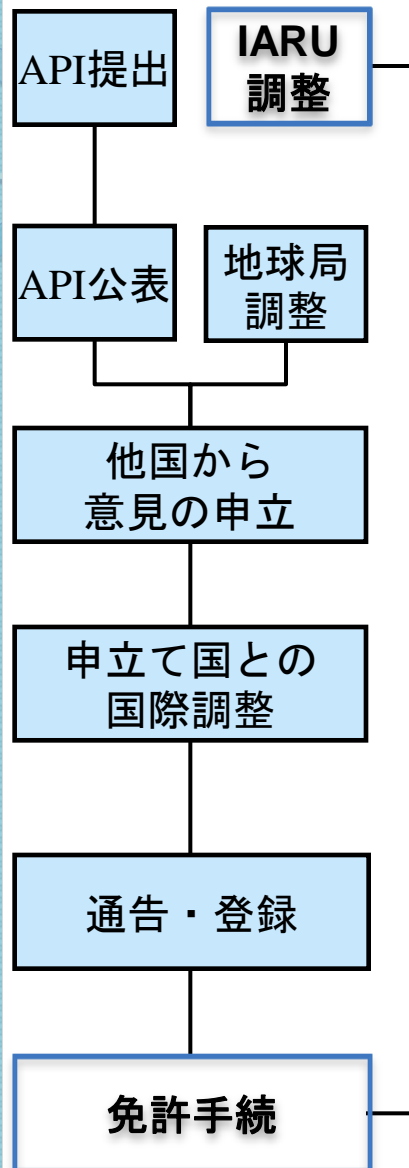 API提出
IARU
調整
API公表
地球局
調整
他国から
意見の申立
申立て国との
国際調整
通告・登録
免許手続